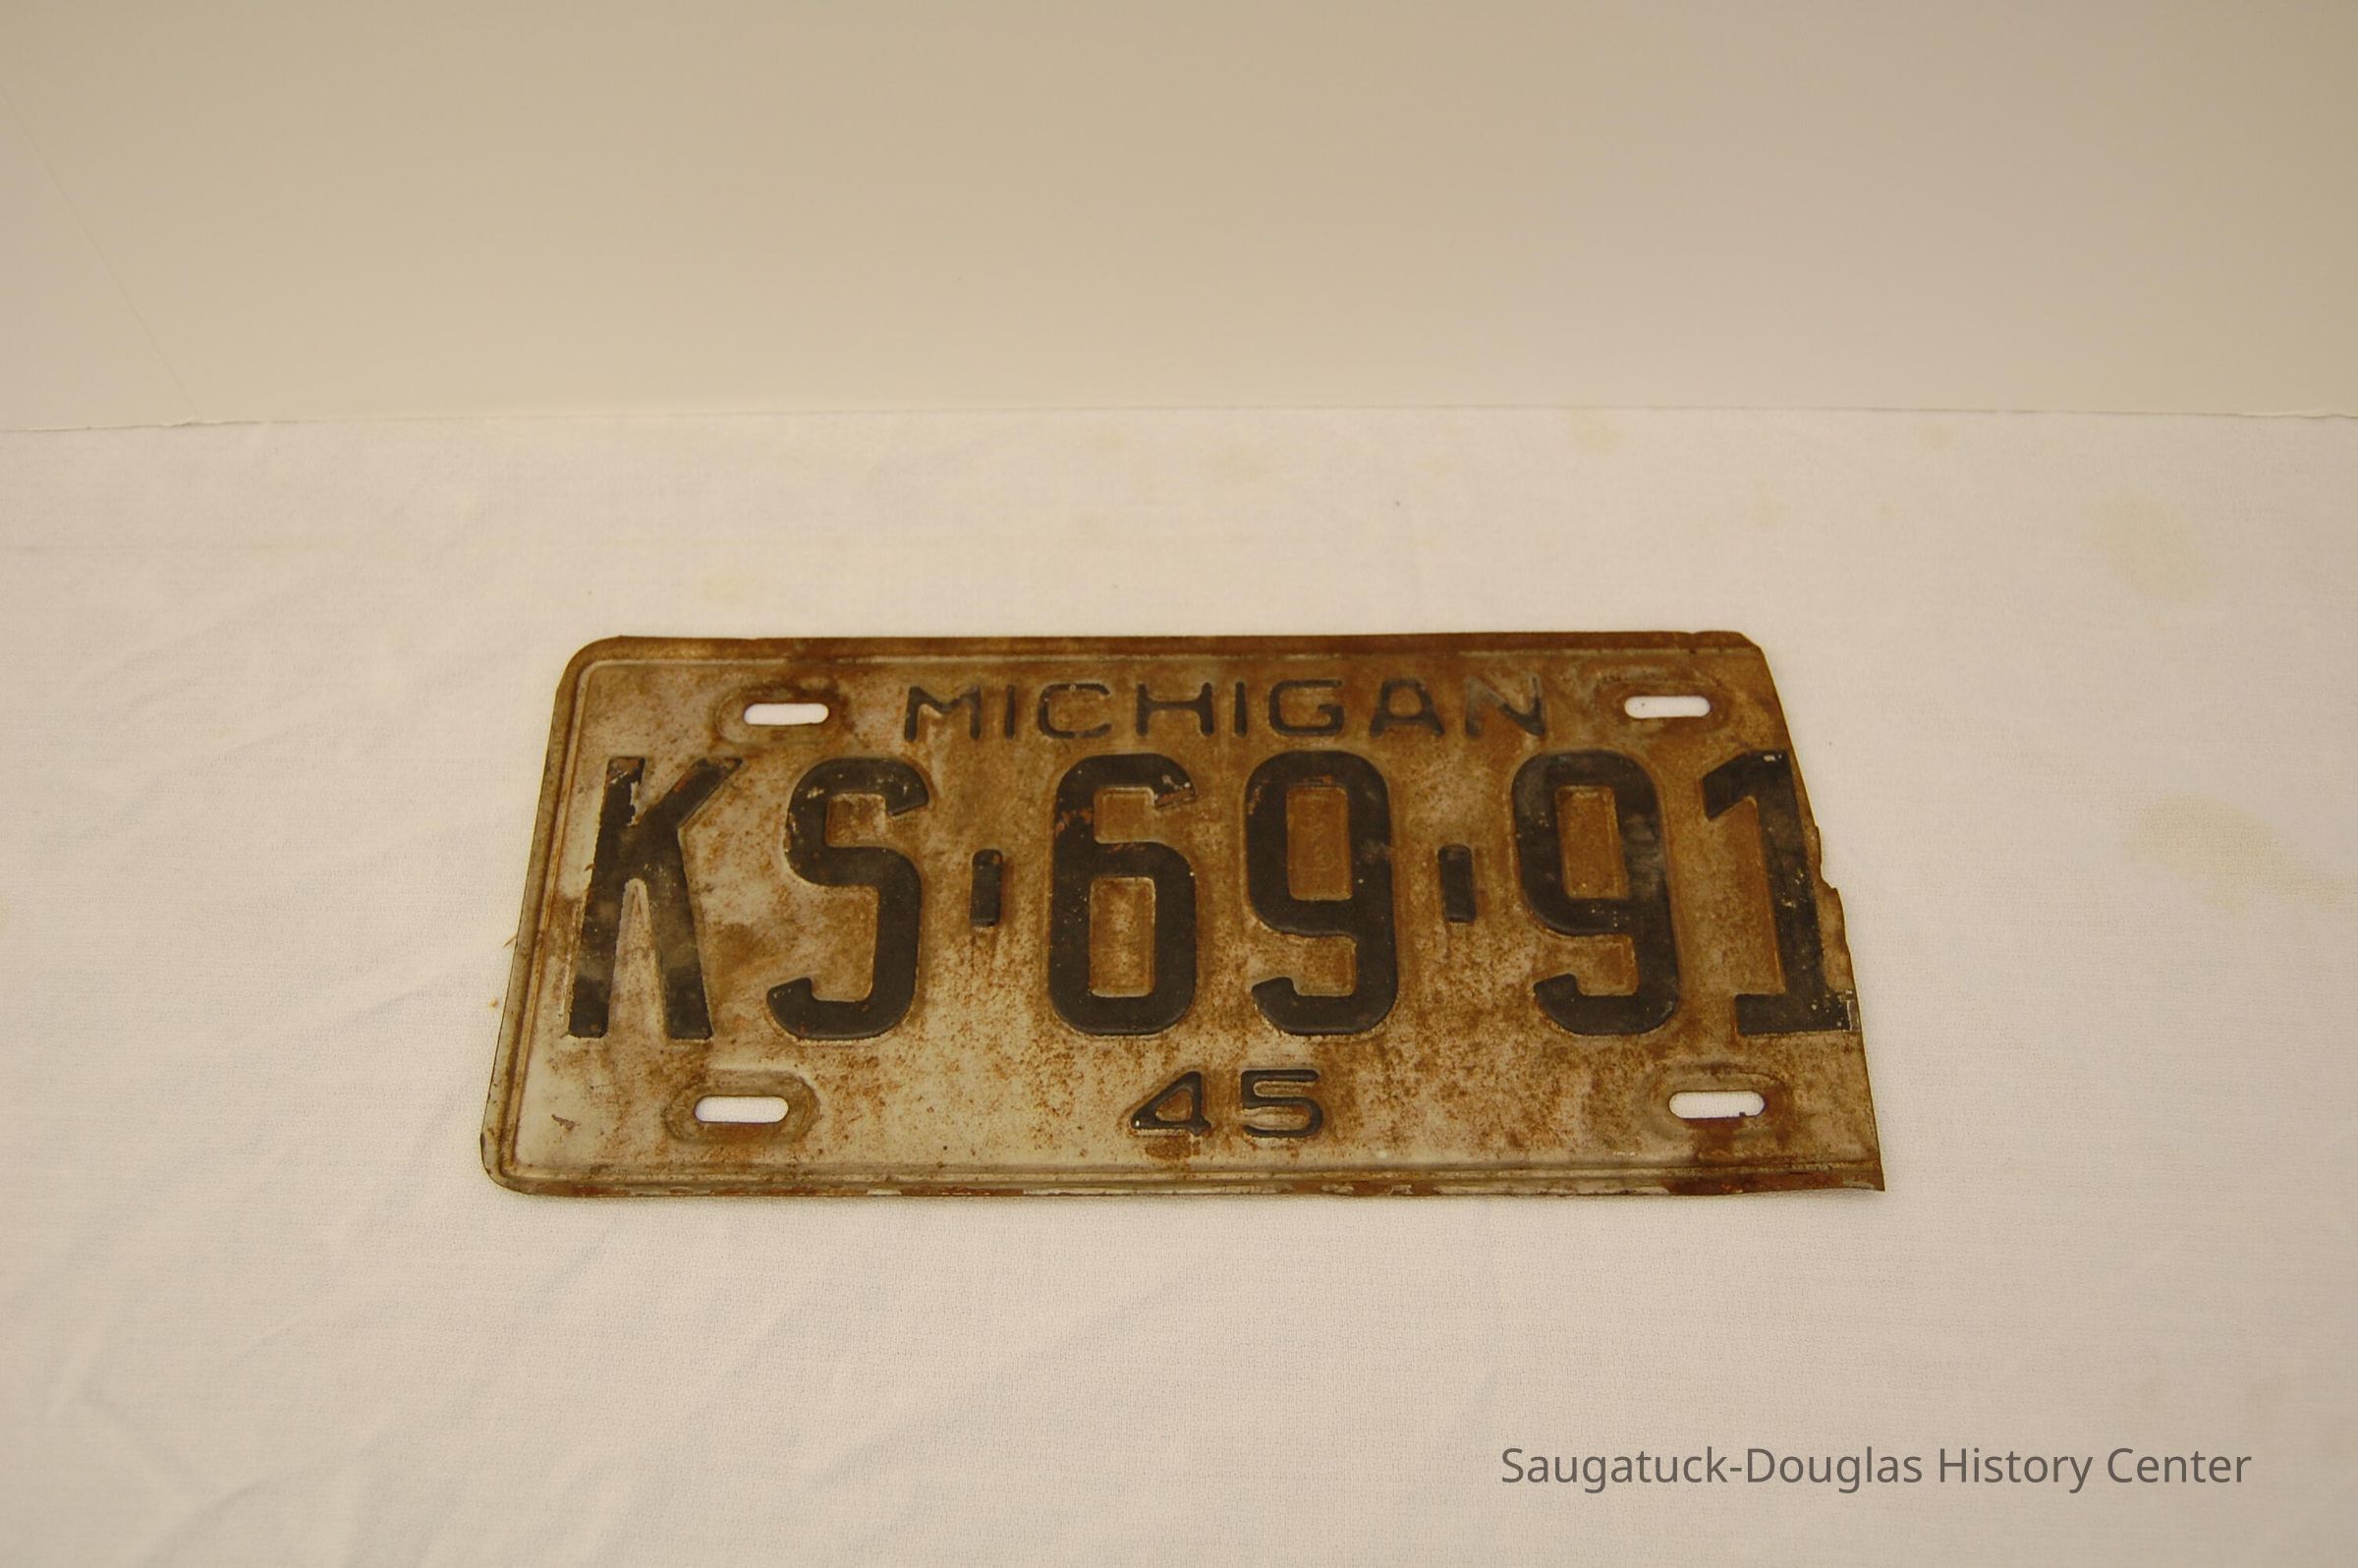 MICHIGAN
KS-69-91
45
Saugatuck-Douglas History Center